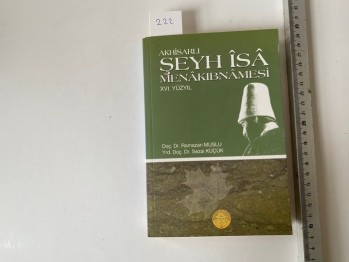 222
AKHİSARLI
ŞEYH ÎSÂ
MENÂKIBNÂMESİ
XVI. YÜZYIL
Doç. Dr. Ramazan MUSLU
Yrd. Doç. Dr. Sezai KÜÇÜK